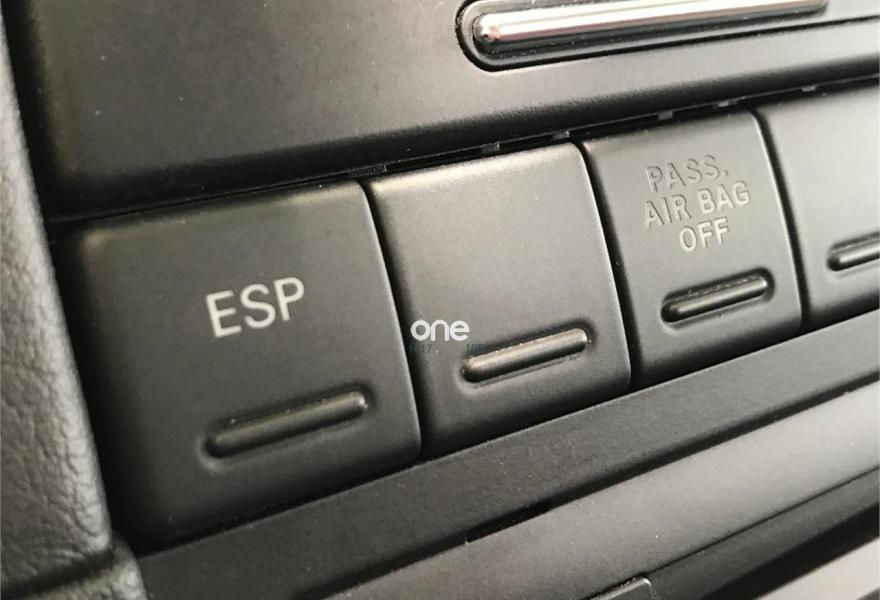 ESP
PASS.
AIR BAG
OFF
one